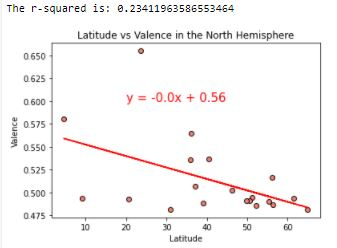 The r-squared is: 0.23411963586553464
Latitude vs Valence in the North Hemisphere
0.650
0.625
0.600
0.575
0.550
0.525
0.500
0.475
Valence
y = -0.0x + 0.56
10 20 30 40 50 60
Latitude